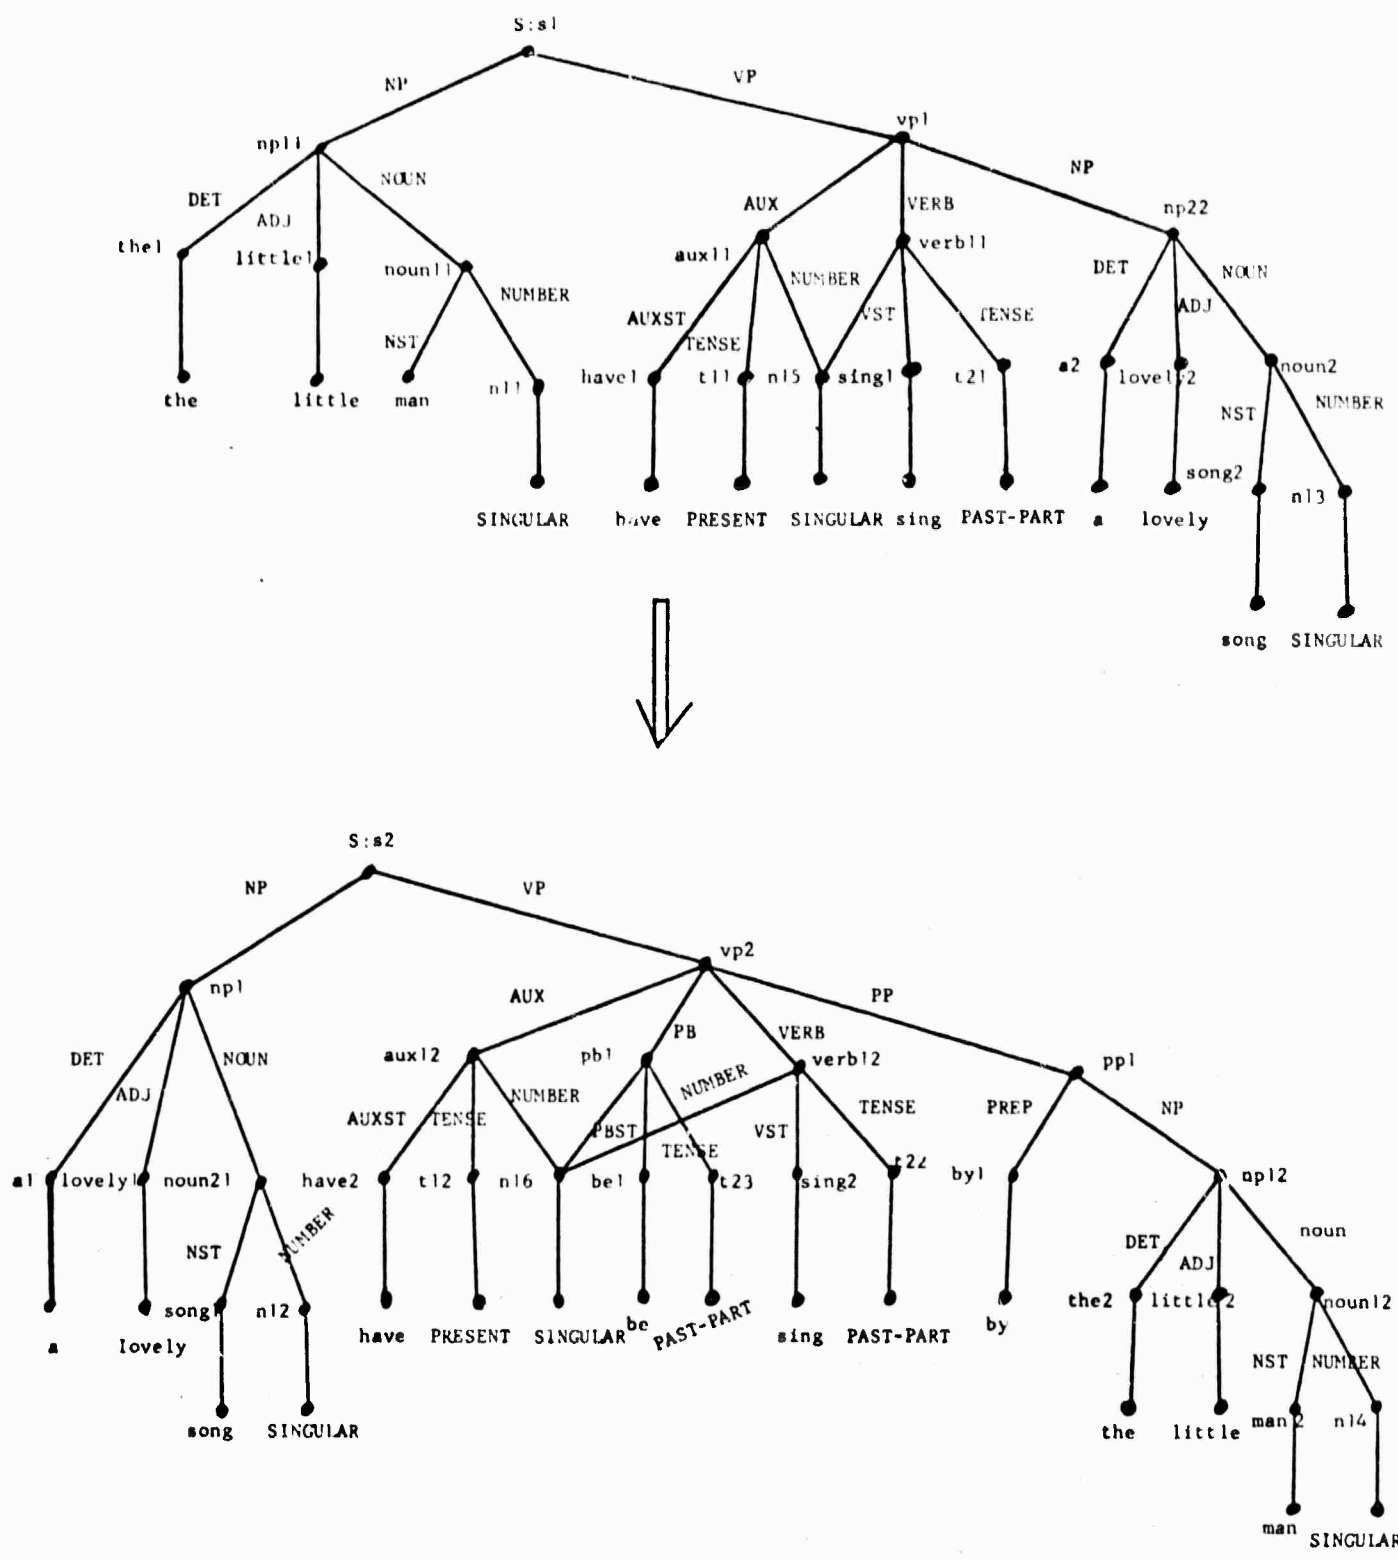 S:s1
NP VP
np11 vp1
DET ADJ NOUN AUX VERB NP
the1 little1 noun11 aux11 verb11 np22
NST NUMBER AUXST TENSE NUMBER VST TENSE DET ADJ NOUN
n11 have1 t11 n15 sing1 t21 a2 lovely2 noun2
the little man NST NUMBER
song2 n13
SINGULAR have PRESENT SINGULAR sing PAST-PART a lovely
song SINGULAR
S:s2
NP VP
np1 vp2
DET ADJ NOUN AUX PB VERB PP
aux12 pb1 verb12 pp1
AUXST TENSE NUMBER PBST TENSE NUMBER VST TENSE PREP NP
a1 lovely1 noun21 have2 t12 n16 be1 t23 sing2 t22 by1 np12
NST NUMBER DET ADJ noun
song1 n12 the2 little2 noun12
a lovely have PRESENT SINGULAR be PAST-PART sing PAST-PART by NST NUMBER
song SINGULAR the little man2 n14
man SINGULAR